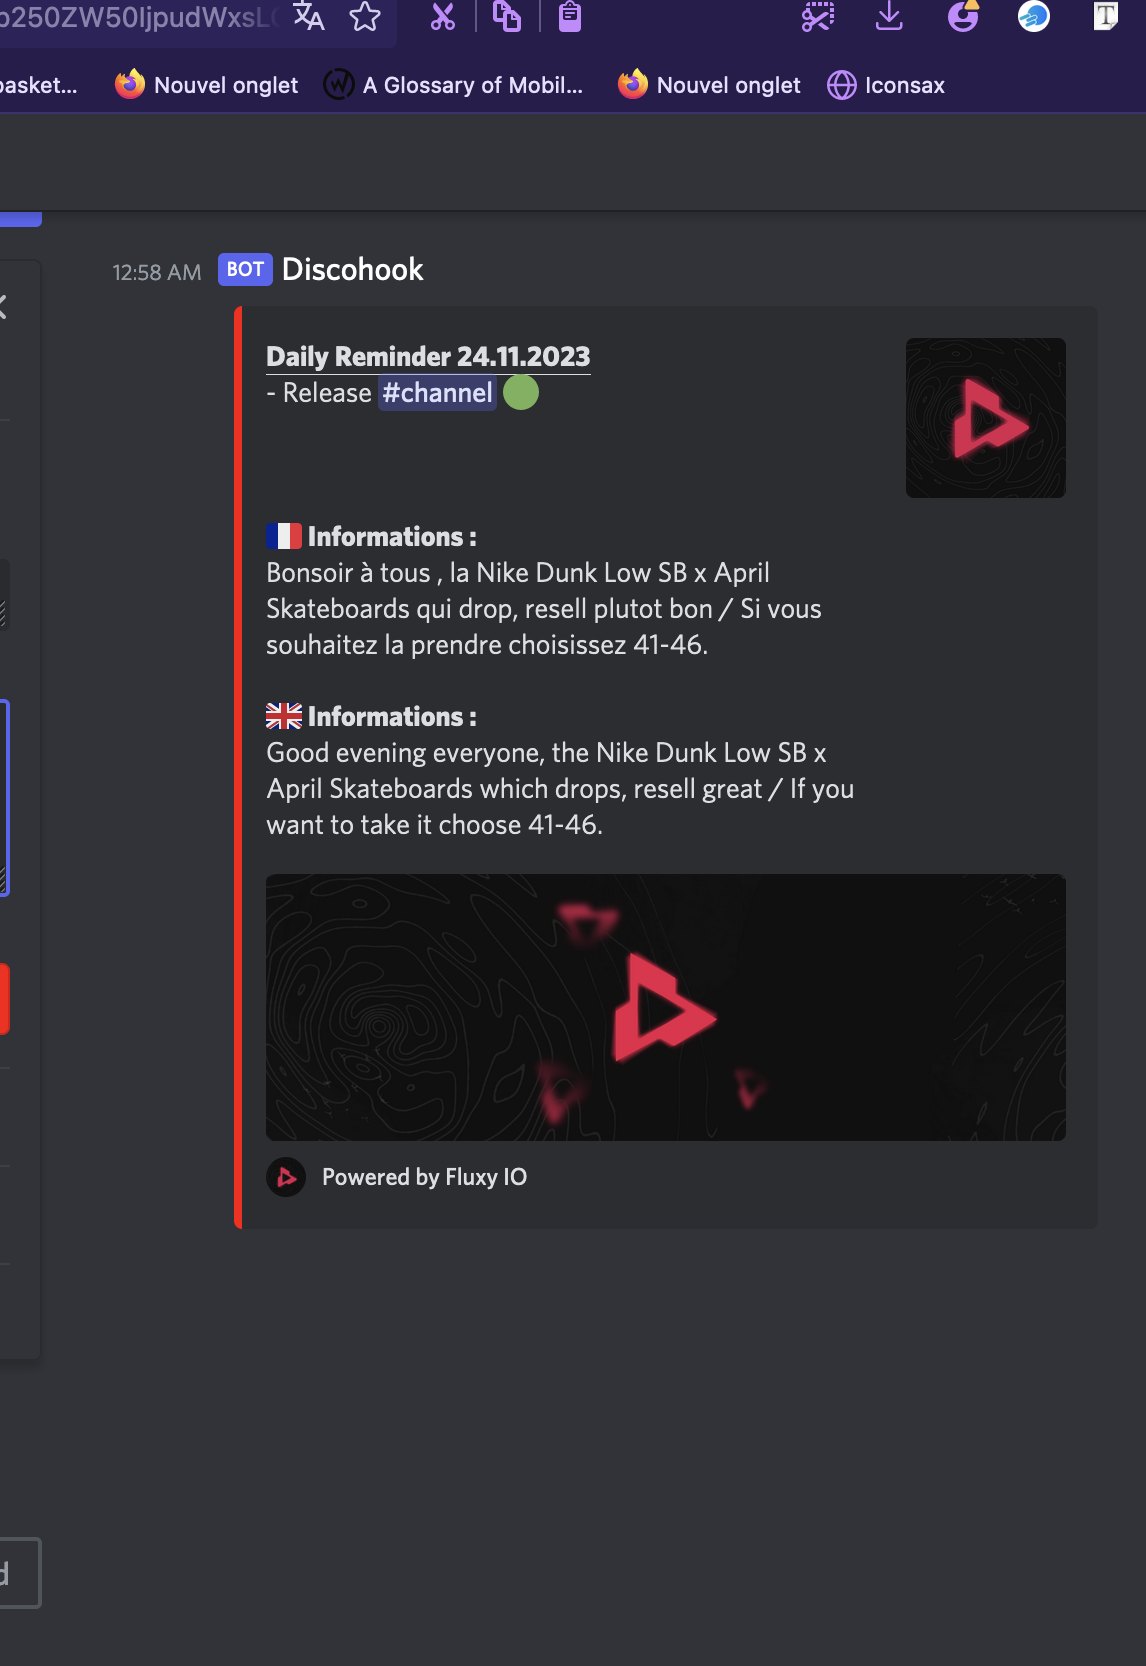 asket...
Nouvel onglet
A Glossary of Mobil...
Nouvel onglet
Iconsax
12:58 AM BOT Discohook
Daily Reminder 24.11.2023
- Release #channel
Informations :
Bonsoir à tous , la Nike Dunk Low SB x April
Skateboards qui drop, resell plutot bon / Si vous
souhaitez la prendre choisissez 41-46.
Informations :
Good evening everyone, the Nike Dunk Low SB x
April Skateboards which drops, resell great / If you
want to take it choose 41-46.
Powered by Fluxy IO